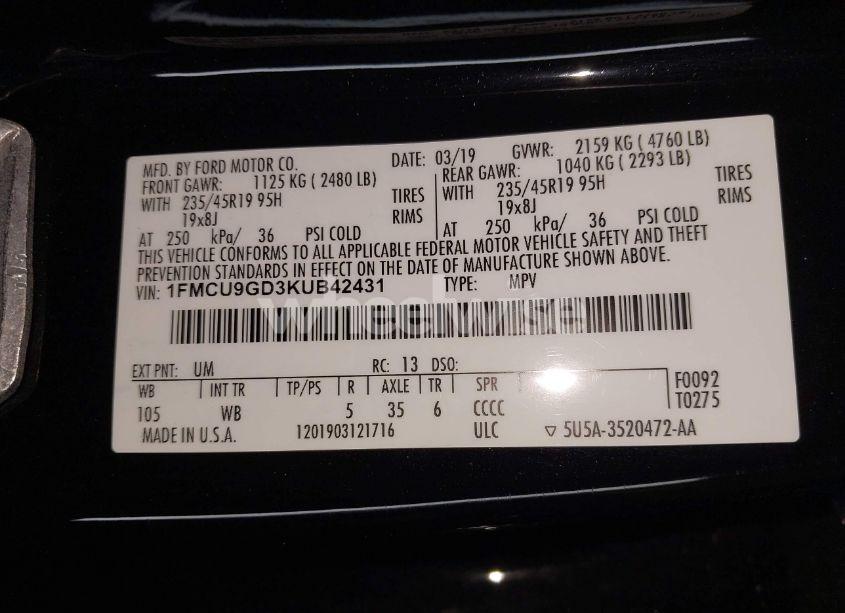 MFD. BY FORD MOTOR CO. DATE: 03/19 GVWR: 2159 KG ( 4760 LB)
FRONT GAWR: 1125 KG ( 2480 LB) REAR GAWR: 1040 KG ( 2293 LB)
WITH 235/45R19 95H TIRES WITH 235/45R19 95H TIRES
19x8J RIMS 19x8J RIMS
AT 250 kPa/ 36 PSI COLD AT 250 kPa/ 36 PSI COLD
THIS VEHICLE CONFORMS TO ALL APPLICABLE FEDERAL MOTOR VEHICLE SAFETY AND THEFT
PREVENTION STANDARDS IN EFFECT ON THE DATE OF MANUFACTURE SHOWN ABOVE.
VIN: 1FMCU9GD3KUB42431 TYPE: MPV
wheelwise
EXT PNT: UM RC: 13 DSO:
WB INT TR TP/PS R AXLE TR SPR F0092
105 WB 5 35 6 CCCC T0275
MADE IN U.S.A. 1201903121716 ULC ▽ 5U5A-3520472-AA